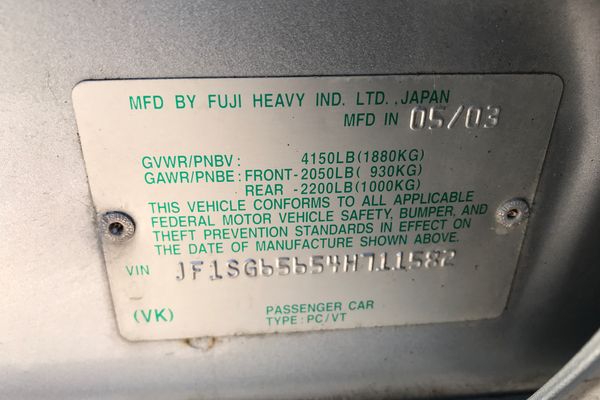 MFD BY FUJI HEAVY IND. LTD.,JAPAN
MFD IN 05/03
GVWR/PNBV: 4150LB(1880KG)
GAWR/PNBE: FRONT-2050LB( 930KG)
REAR -2200LB(1000KG)
THIS VEHICLE CONFORMS TO ALL APPLICABLE
FEDERAL MOTOR VEHICLE SAFETY, BUMPER, AND
THEFT PREVENTION STANDARDS IN EFFECT ON
THE DATE OF MANUFACTURE SHOWN ABOVE.
VIN JF1SG65654H711582
(VK) PASSENGER CAR
TYPE: PC/VT